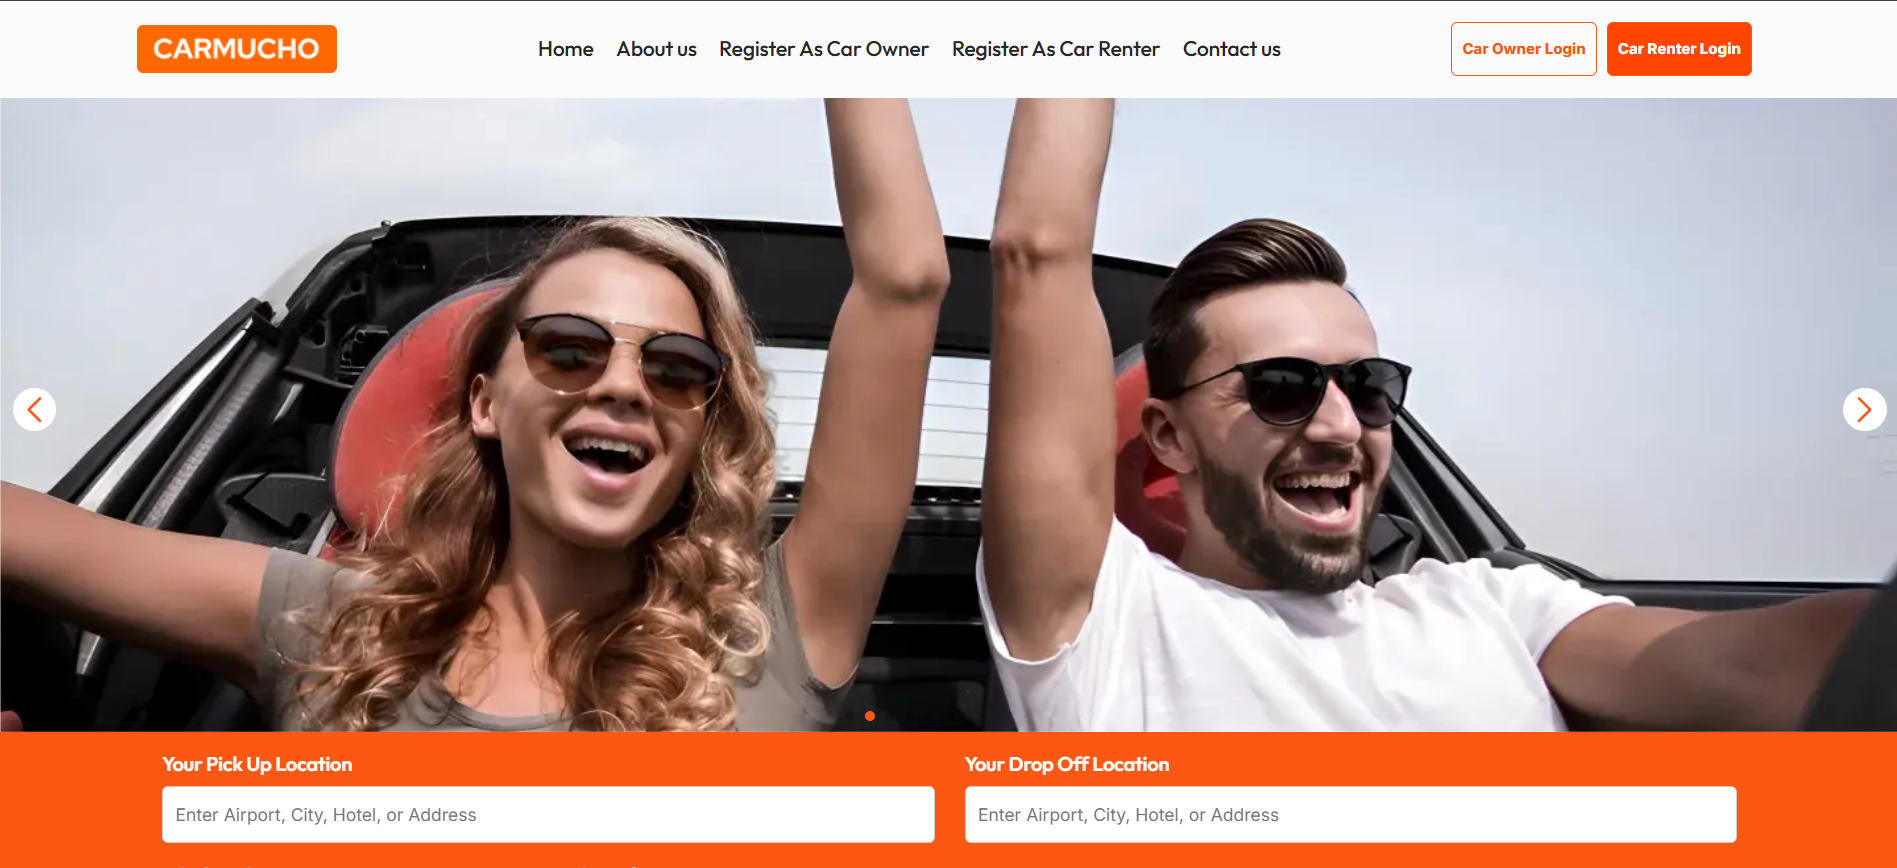 CARMUCHO
Home About us Register As Car Owner Register As Car Renter Contact us
Car Owner Login Car Renter Login
Your Pick Up Location Your Drop Off Location
Enter Airport, City, Hotel, or Address Enter Airport, City, Hotel, or Address